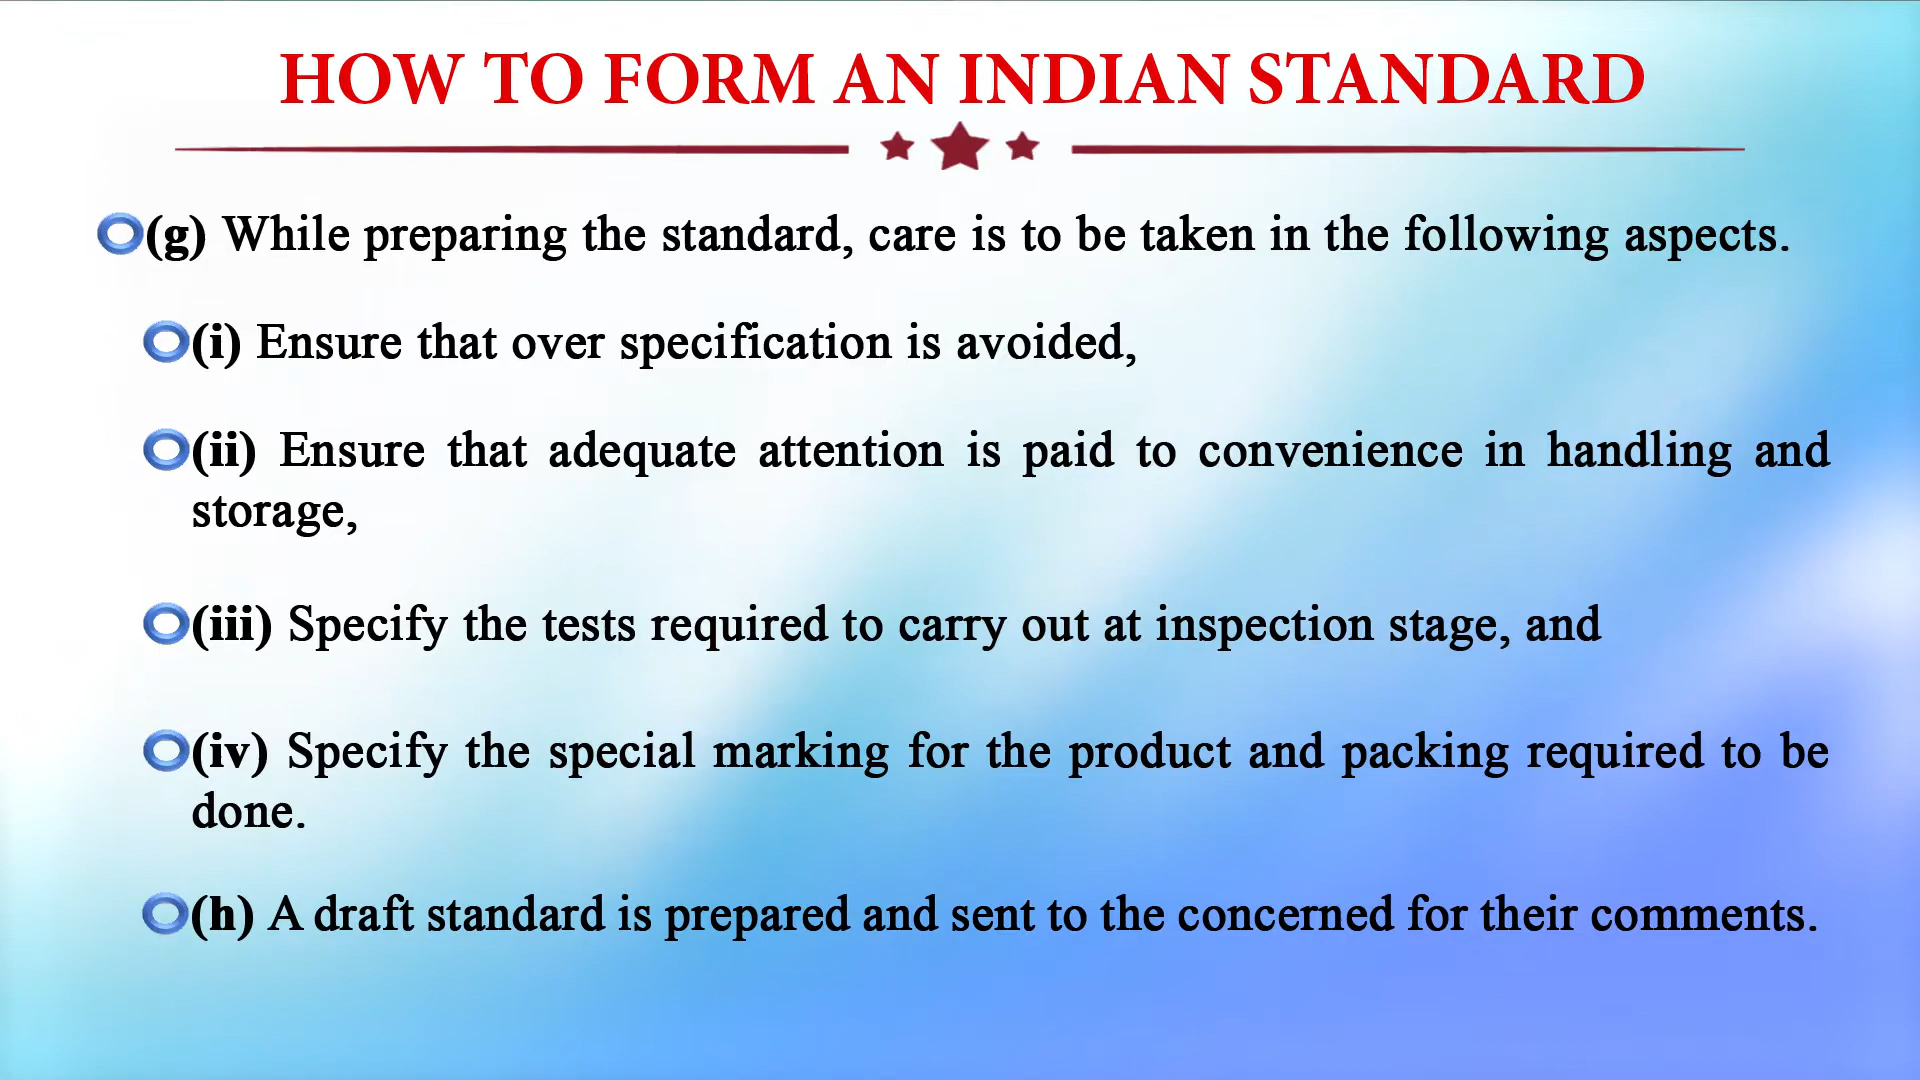 HOW TO FORM AN INDIAN STANDARD
(g) While preparing the standard, care is to be taken in the following aspects.
(i) Ensure that over specification is avoided,
(ii) Ensure that adequate attention is paid to convenience in handling and
storage,
(iii) Specify the tests required to carry out at inspection stage, and
(iv) Specify the special marking for the product and packing required to be
done.
(h) A draft standard is prepared and sent to the concerned for their comments.